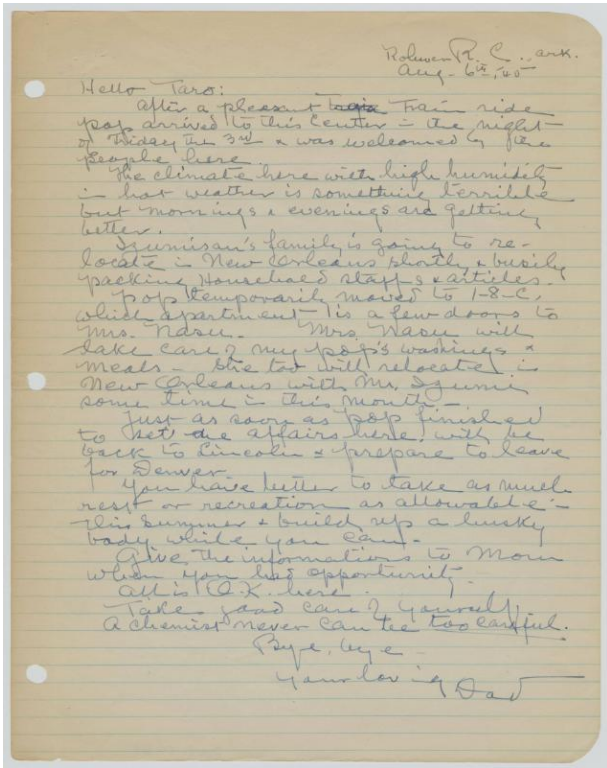 Rohwer R. C., Ark.
Aug. 6th, '45
Hello Taro:
After a pleasant train ride
pop arrived to this center in the night
of Friday the 3rd & was welcomed by the
people here.
The climate here with high humidity
in hot weather is something terrible
but mornings & evenings are getting
better.
Izumisan's family is going to re-
locate in New Orleans shortly & busily
packing Household staffs & articles.
Pop temporarily moved to 1-8-C,
which apartment is a few doors to
Mrs. Nasu. Mrs. Nasu will
take care of my pop's washings &
meals - She too will relocate in
New Orleans with Mr. Izumi
some time in this month -
Just as soon as pop finished
to set the affairs here, will be
back to Lincoln & prepare to leave
for Denver
You have better to take as much
rest or recreation as allowable -
this Summer & build up a husky
body while you can -
Give the informations to Mom
when you had opportunity.
All is O.K. here.
Take good care of yourself.
A chemist never can be too careful.
Bye, bye -
Your loving Dad